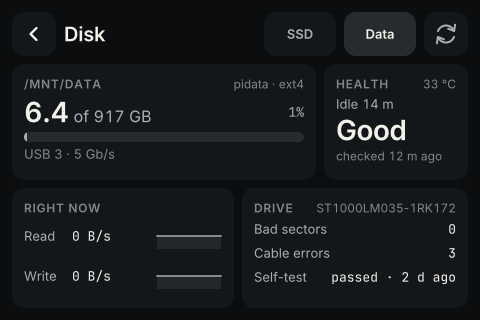 Disk
SSD
Data
/MNT/DATA
pidata · ext4
6.4 of 917 GB
1%
USB 3 · 5 Gb/s
HEALTH
33 °C
Idle 14 m
Good
checked 12 m ago
RIGHT NOW
Read 0 B/s
Write 0 B/s
DRIVE
ST1000LM035-1RK172
Bad sectors 0
Cable errors 3
Self-test passed · 2 d ago